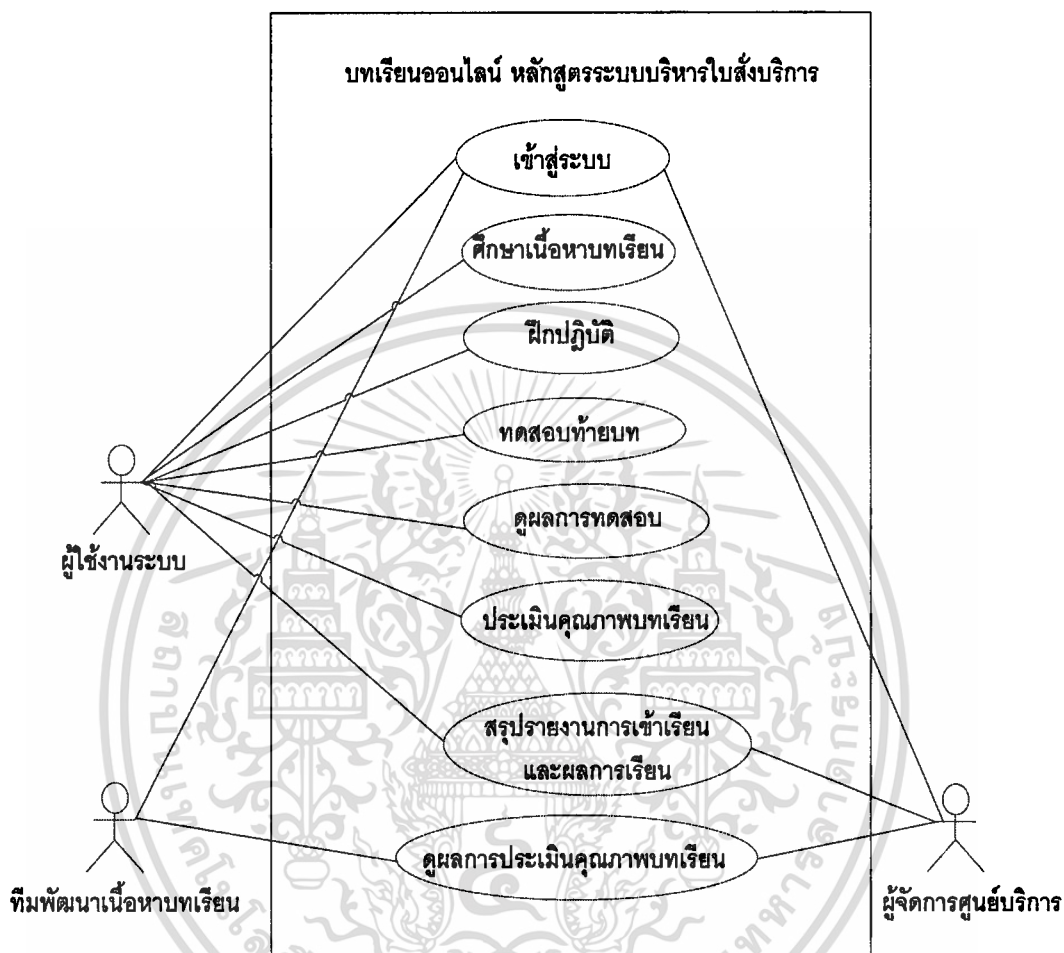 บทเรียนออนไลน์ หลักสูตรระบบบริหารใบสั่งบริการ
เข้าสู่ระบบ
ศึกษาเนื้อหาบทเรียน
ฝึกปฏิบัติ
ทดสอบท้ายบท
ดูผลการทดสอบ
ผู้ใช้งานระบบ
ประเมินคุณภาพบทเรียน
สรุปรายงานการเข้าเรียน
และผลการเรียน
ดูผลการประเมินคุณภาพบทเรียน
ทีมพัฒนาเนื้อหาบทเรียน
ผู้จัดการศูนย์บริการ